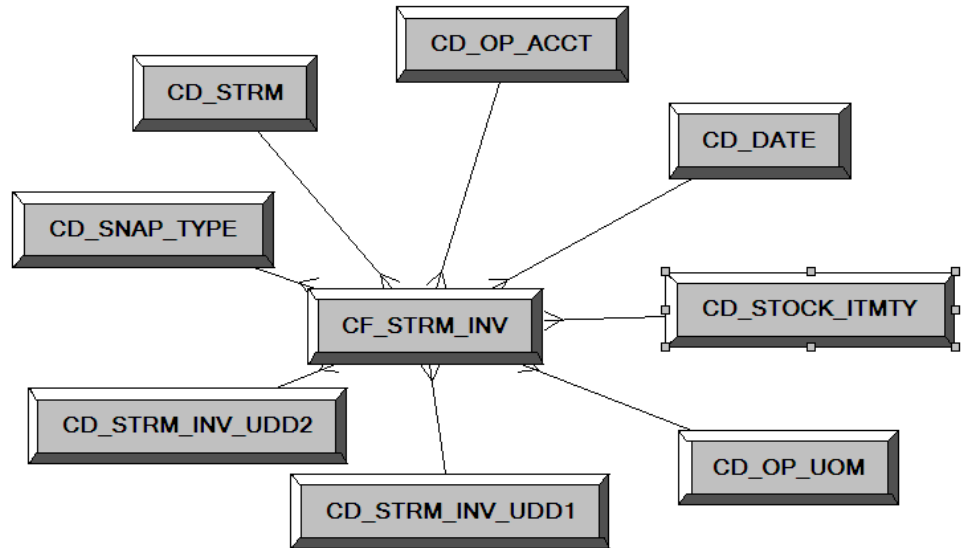 CD_OP_ACCT
CD_STRM
CD_DATE
CD_SNAP_TYPE
CD_STOCK_ITMTY
CF_STRM_INV
CD_STRM_INV_UDD2
CD_OP_UOM
CD_STRM_INV_UDD1